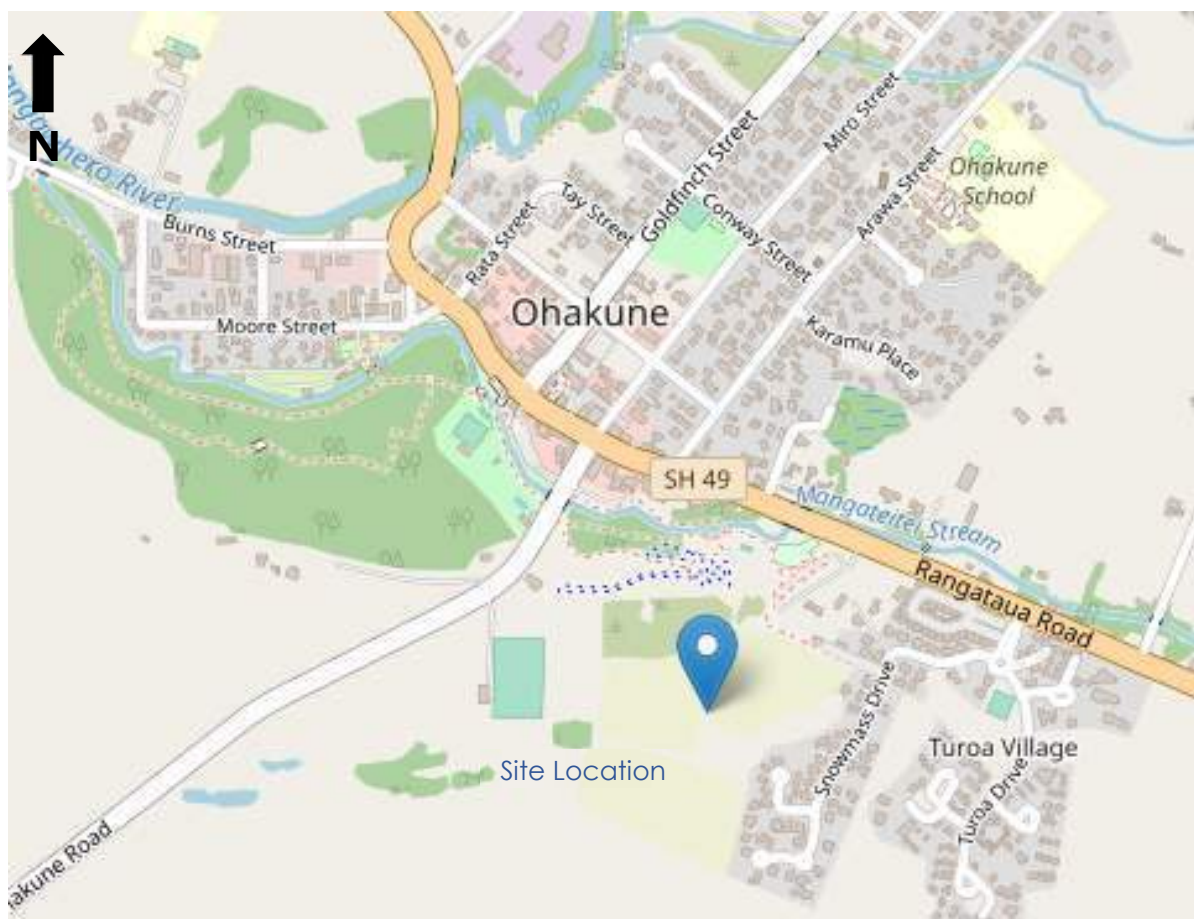 N
Burns Street
Moore Street
Rata Street
Tay Street
Goldfinch Street
Conway Street
Miro Street
Arawa Street
Ohakune
School
Ohakune
Karamu Place
SH 49
Mangateitei Stream
Rangataua Road
Snowmass Drive
Turoa Village
Turoa Drive
Site Location
River
Road